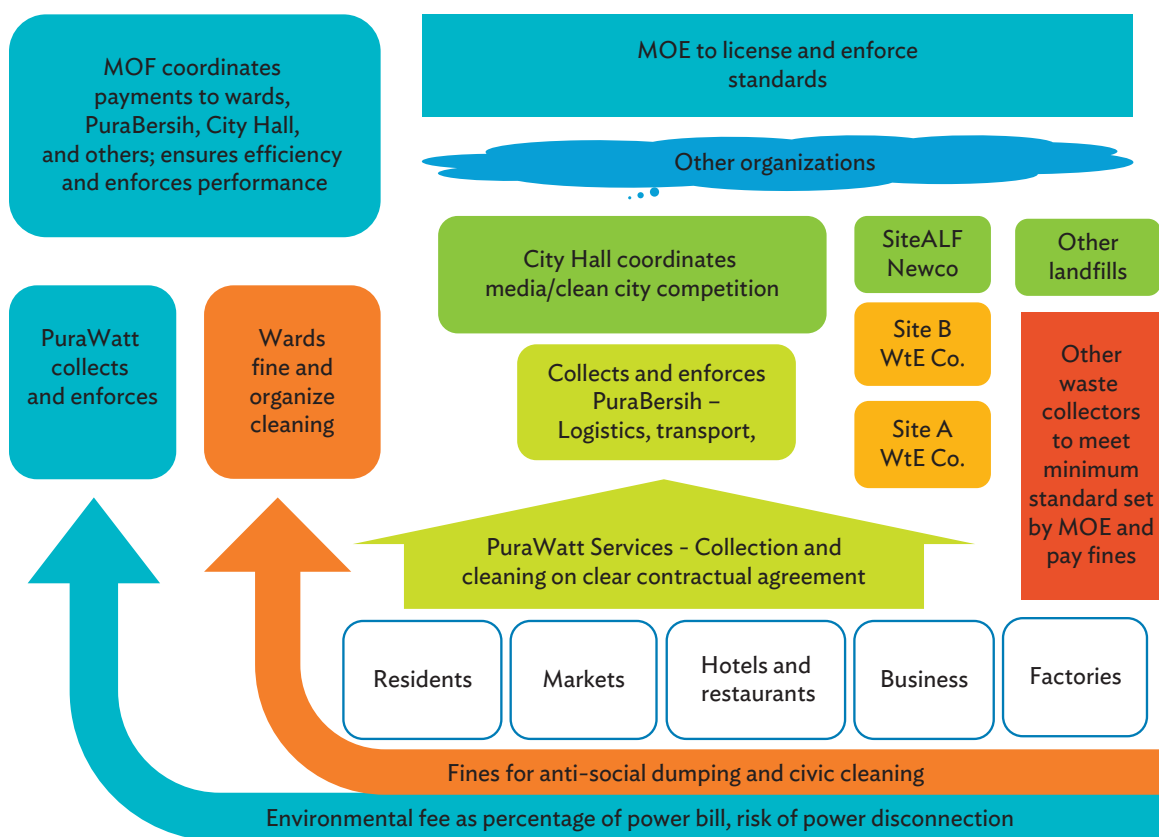 MOF coordinates
payments to wards,
PuraBersih, City Hall,
and others; ensures efficiency
and enforces performance
MOE to license and enforce
standards
Other organizations
City Hall coordinates
media/clean city competition
SiteALF
Newco
Other
landfills
PuraWatt
collects
and enforces
Wards
fine and
organize
cleaning
Collects and enforces
PuraBersih –
Logistics, transport,
Site B
WtE Co.
Site A
WtE Co.
Other
waste
collectors
to meet
minimum
standard set
by MOE and
pay fines
PuraWatt Services - Collection and
cleaning on clear contractual agreement
Residents
Markets
Hotels and
restaurants
Business
Factories
Fines for anti-social dumping and civic cleaning
Environmental fee as percentage of power bill, risk of power disconnection